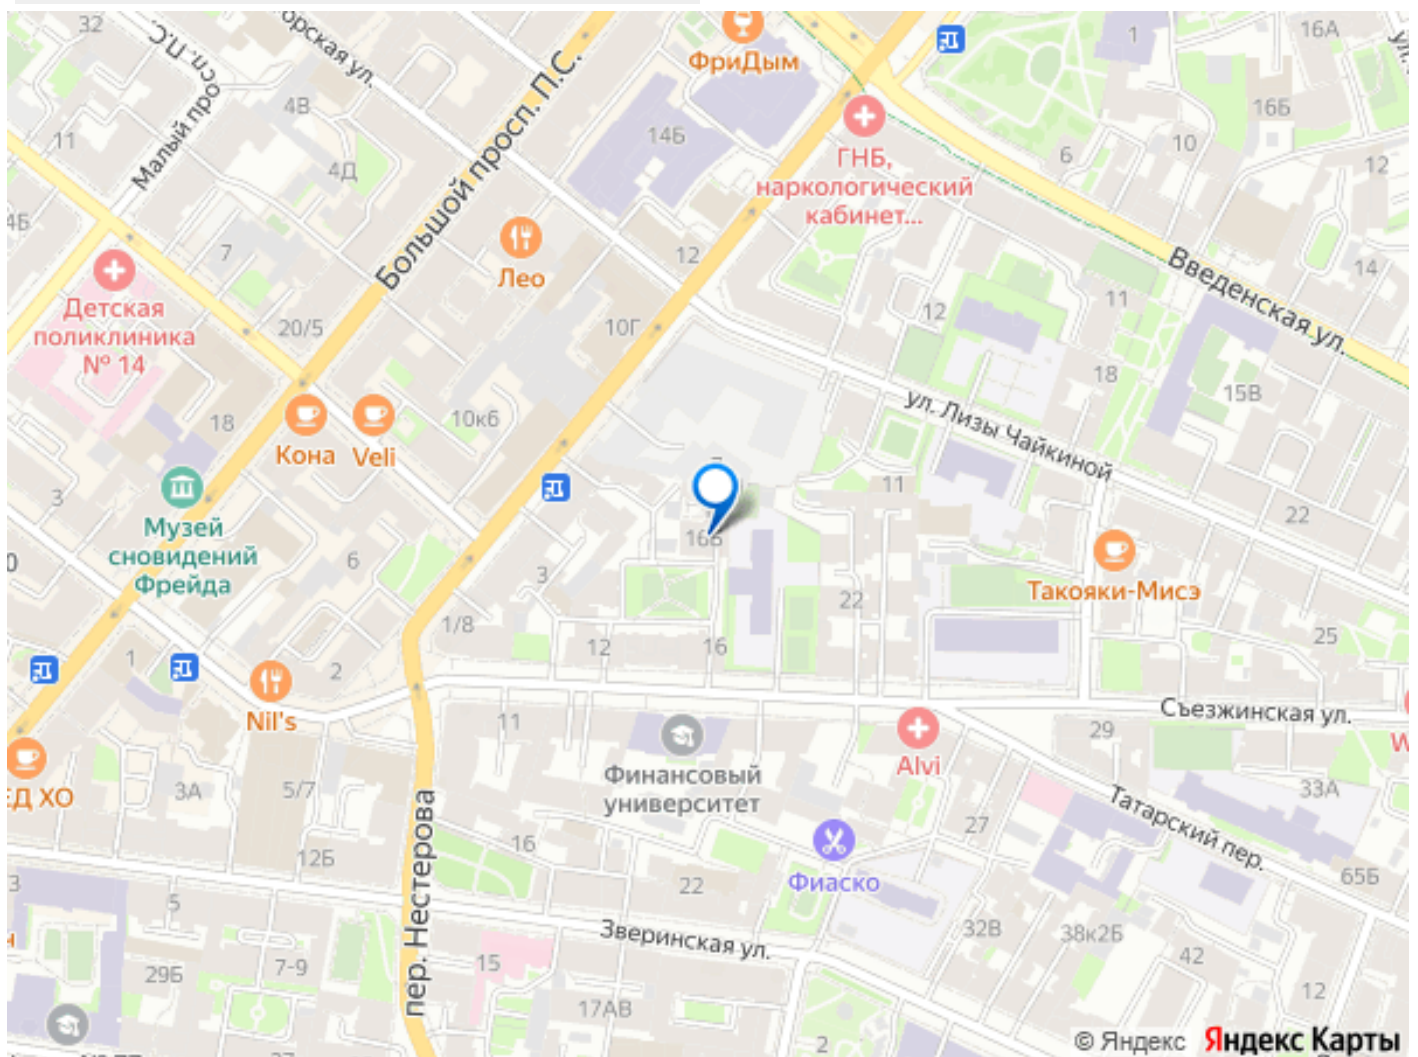 32
орская ул.
П.С
Малый просп. П.С
ФриДым
1
16А
ул.
4В
11
14Б
Большой просп. П.С.
ГНБ,
наркологический
кабинет...
16Б
10
6
12
4Д
4Б
7
Лео
12
Введенская ул.
14
Детская
поликлиника
№ 14
20/5
10Г
12
11
18
15В
18
10к6
ул. Лизы Чайкиной
Кона
Veli
3
7
11
22
Музей
сновидений
Фрейда
16Б
0
6
3
22
Такояки-Мисэ
1/8
12
16
25
1
2
Nil's
11
Съезжинская ул.
29
Alvi
W
Финансовый
университет
ЕД ХО
3А
5/7
33А
Татарский пер.
27
16
12Б
пер. Нестерова
Фиаско
22
65Б
3
5
Зверинская ул.
32В
38к2Б
42
29Б
7-9
15
17АВ
12
2
© Яндекс Яндекс Карты